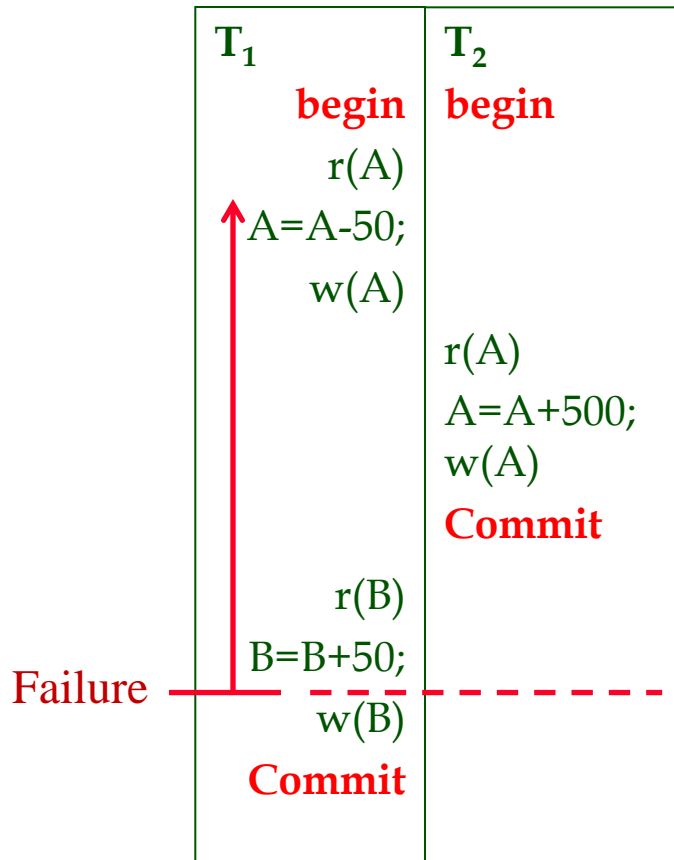 T₁ T₂
begin begin
r(A)
A=A-50;
w(A)
r(A)
A=A+500;
w(A)
Commit
r(B)
B=B+50;
Failure
w(B)
Commit